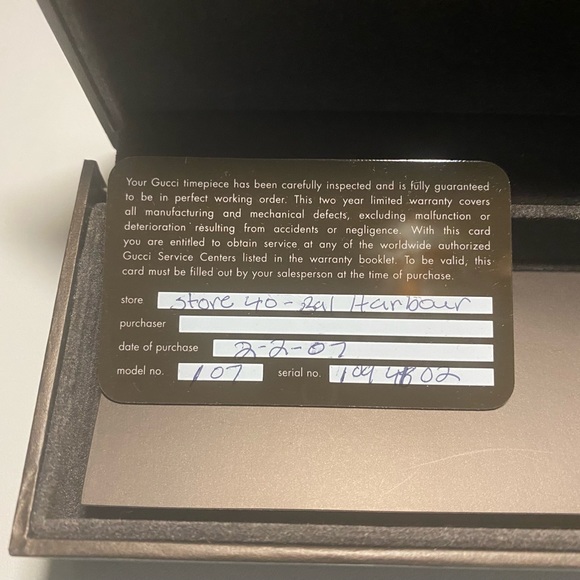 Your Gucci timepiece has been carefully inspected and is fully guaranteed
to be in perfect working order. This two year limited warranty covers
all manufacturing and mechanical defects, excluding malfunction or
deterioration resulting from accidents or negligence. With this card
you are entitled to obtain service at any of the worldwide authorized
Gucci Service Centers listed in the warranty booklet. To be valid, this
card must be filled out by your salesperson at the time of purchase.
store Store 40 - Bal Harbour
purchaser
date of purchase 2-2-07
model no. 107 serial no.